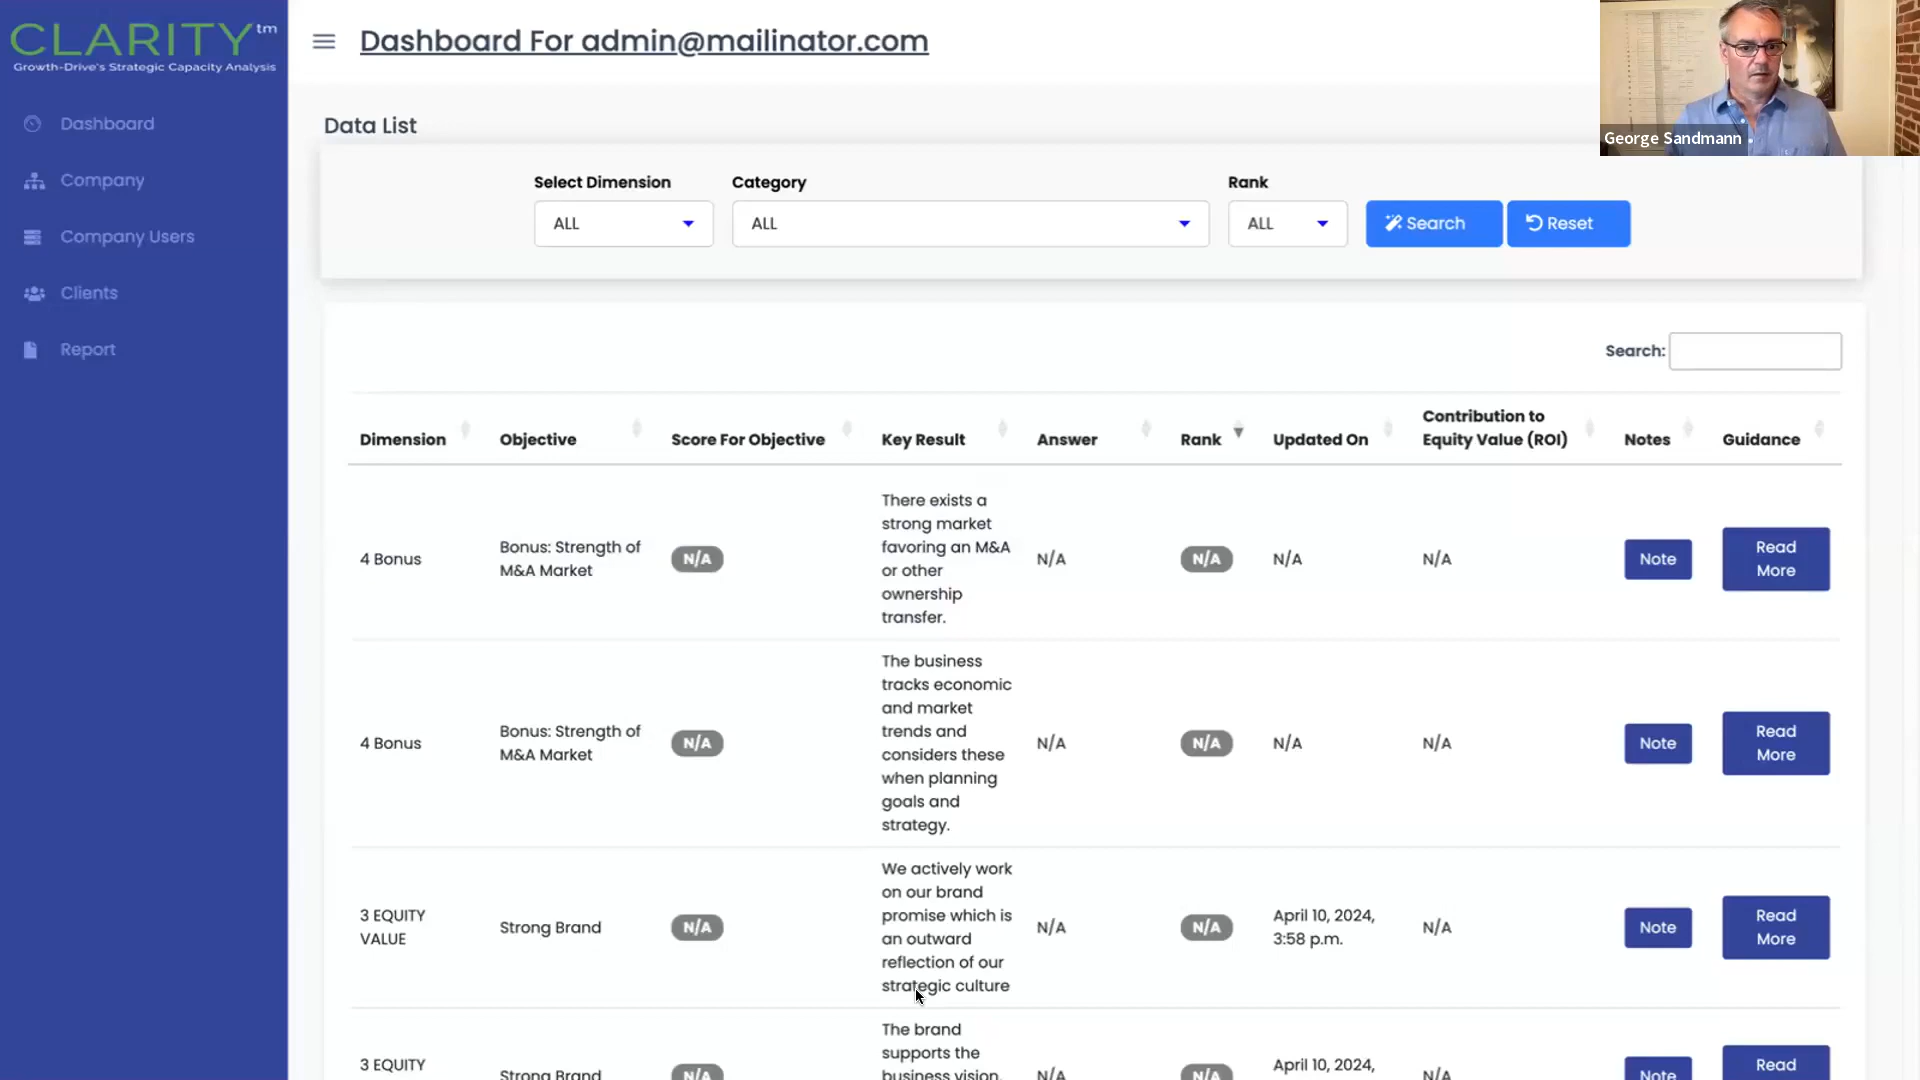 CLARITY tm
Growth-Drive's Strategic Capacity Analysis
Dashboard
Company
Company Users
Clients
Report
Dashboard For admin@mailinator.com
George Sandmann
Data List
Select Dimension
Category
Rank
ALL
ALL
ALL
Search
Reset
Search:
Dimension
Objective
Score For Objective
Key Result
Answer
Rank
Updated On
Contribution to
Equity Value (ROI)
Notes
Guidance
4 Bonus
Bonus: Strength of
M&A Market
N/A
There exists a
strong market
favoring an M&A
or other
ownership
transfer.
N/A
N/A
N/A
N/A
Note
Read
More
4 Bonus
Bonus: Strength of
M&A Market
N/A
The business
tracks economic
and market
trends and
considers these
when planning
goals and
strategy.
N/A
N/A
N/A
N/A
Note
Read
More
3 EQUITY
VALUE
Strong Brand
N/A
We actively work
on our brand
promise which is
an outward
reflection of our
strategic culture
N/A
N/A
April 10, 2024,
3:58 p.m.
N/A
Note
Read
More
3 EQUITY
Strong Brand
N/A
The brand
supports the
business vision.
N/A
N/A
April 10, 2024,
N/A
Note
Read